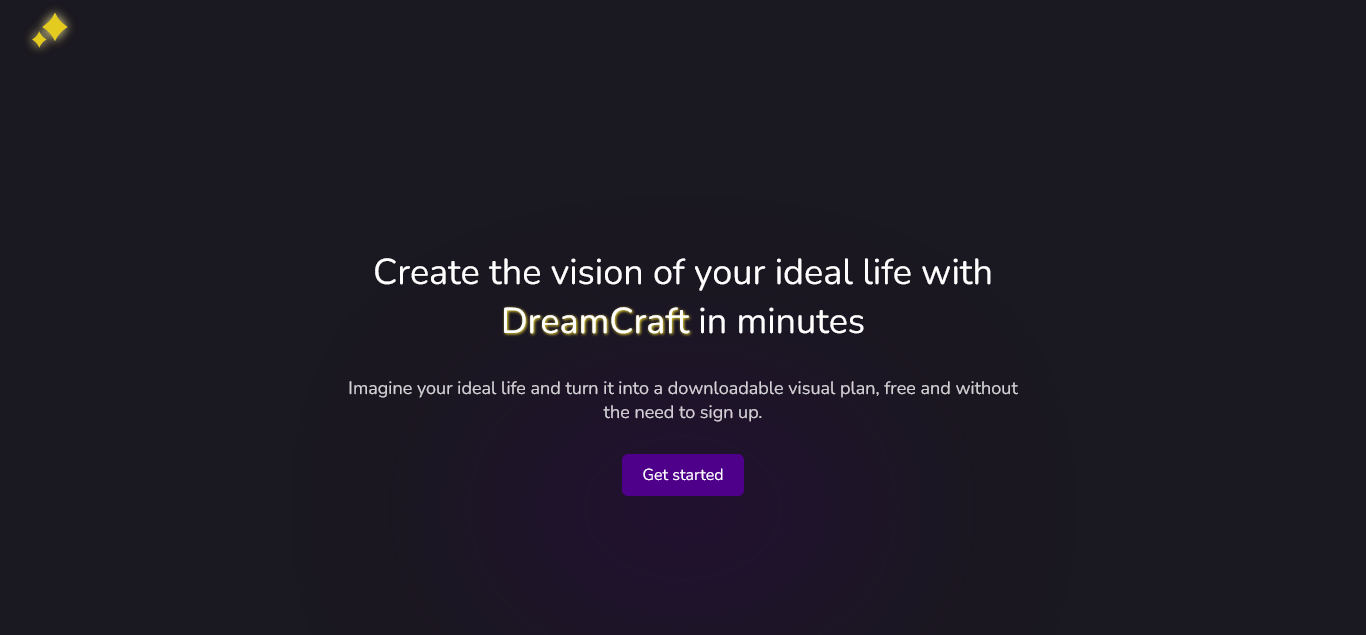 Create the vision of your ideal life with
DreamCraft in minutes
Imagine your ideal life and turn it into a downloadable visual plan, free and without
the need to sign up.
Get started